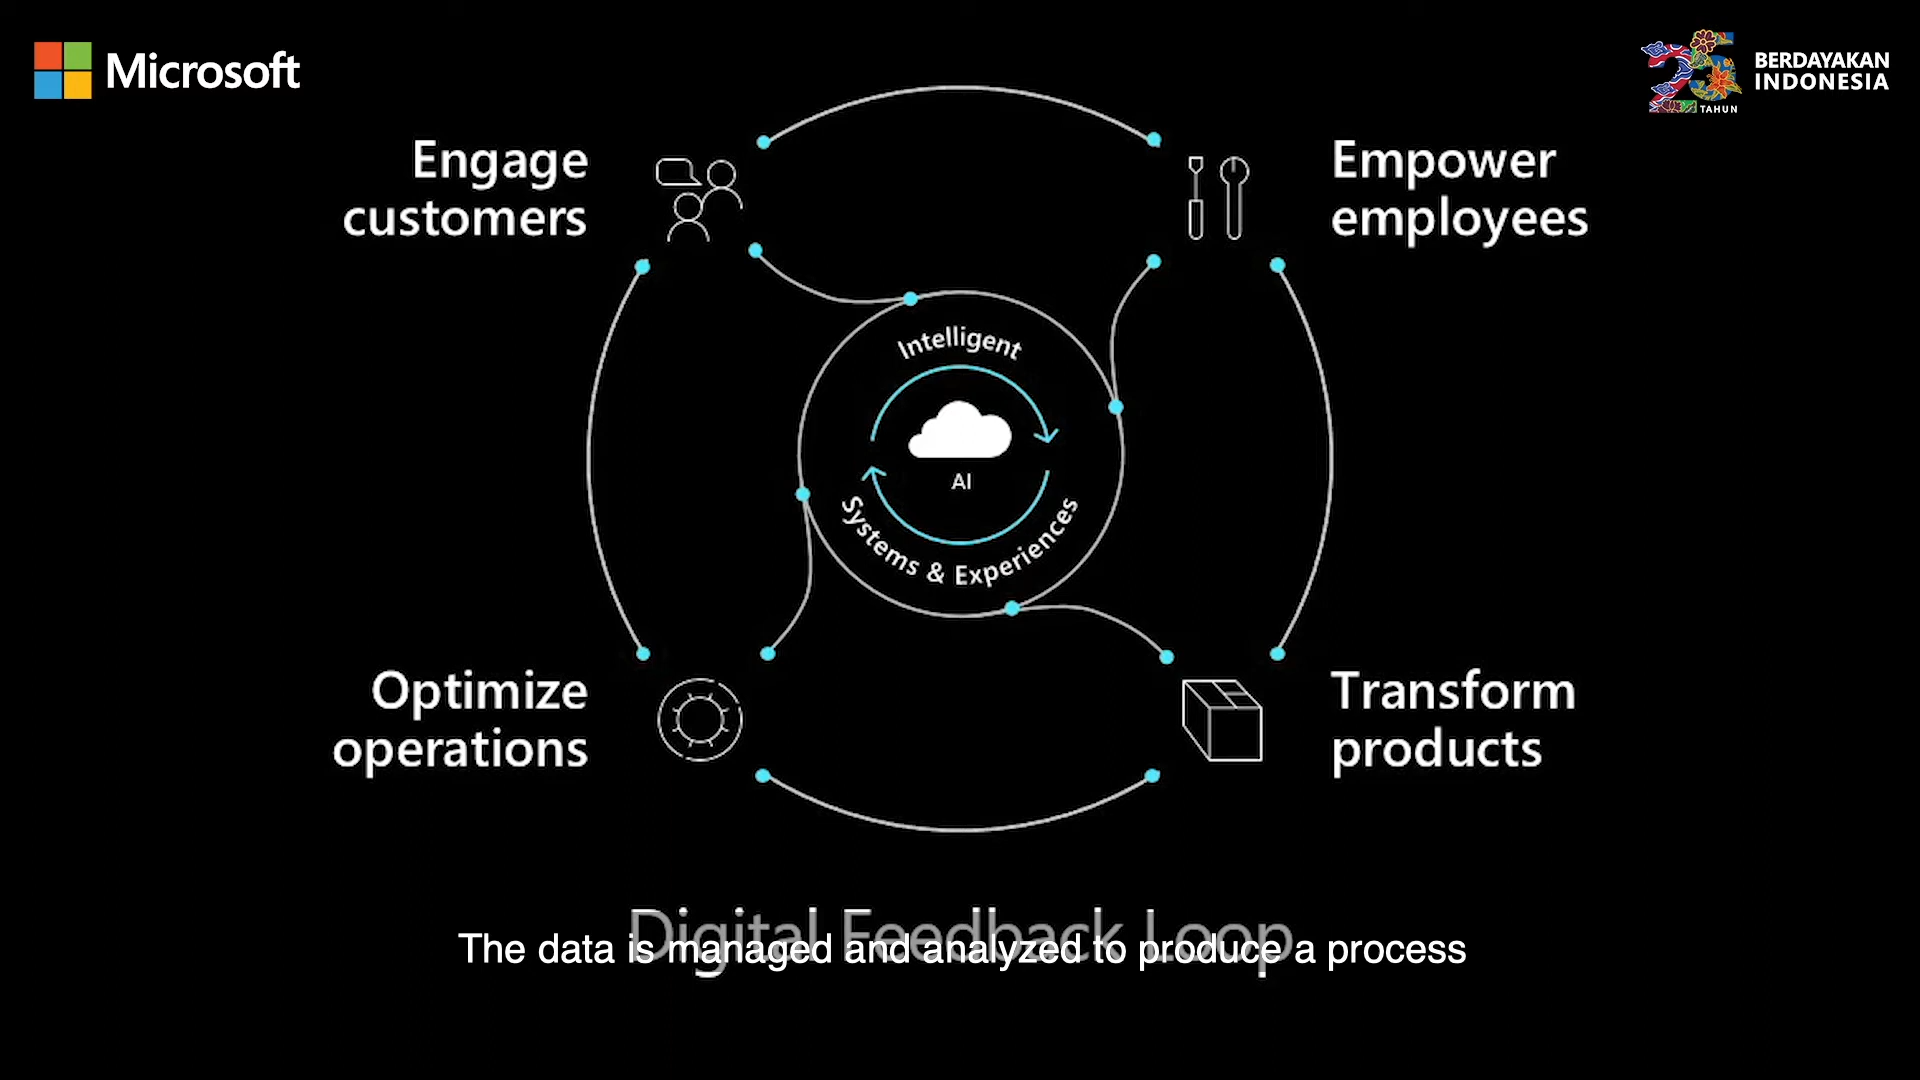 Microsoft
25 TAHUN
BERDAYAKAN
INDONESIA
Engage
customers
Empower
employees
Intelligent
AI
Systems & Experiences
Optimize
operations
Transform
products
Digital Feedback Loop
The data is managed and analyzed to produce a process